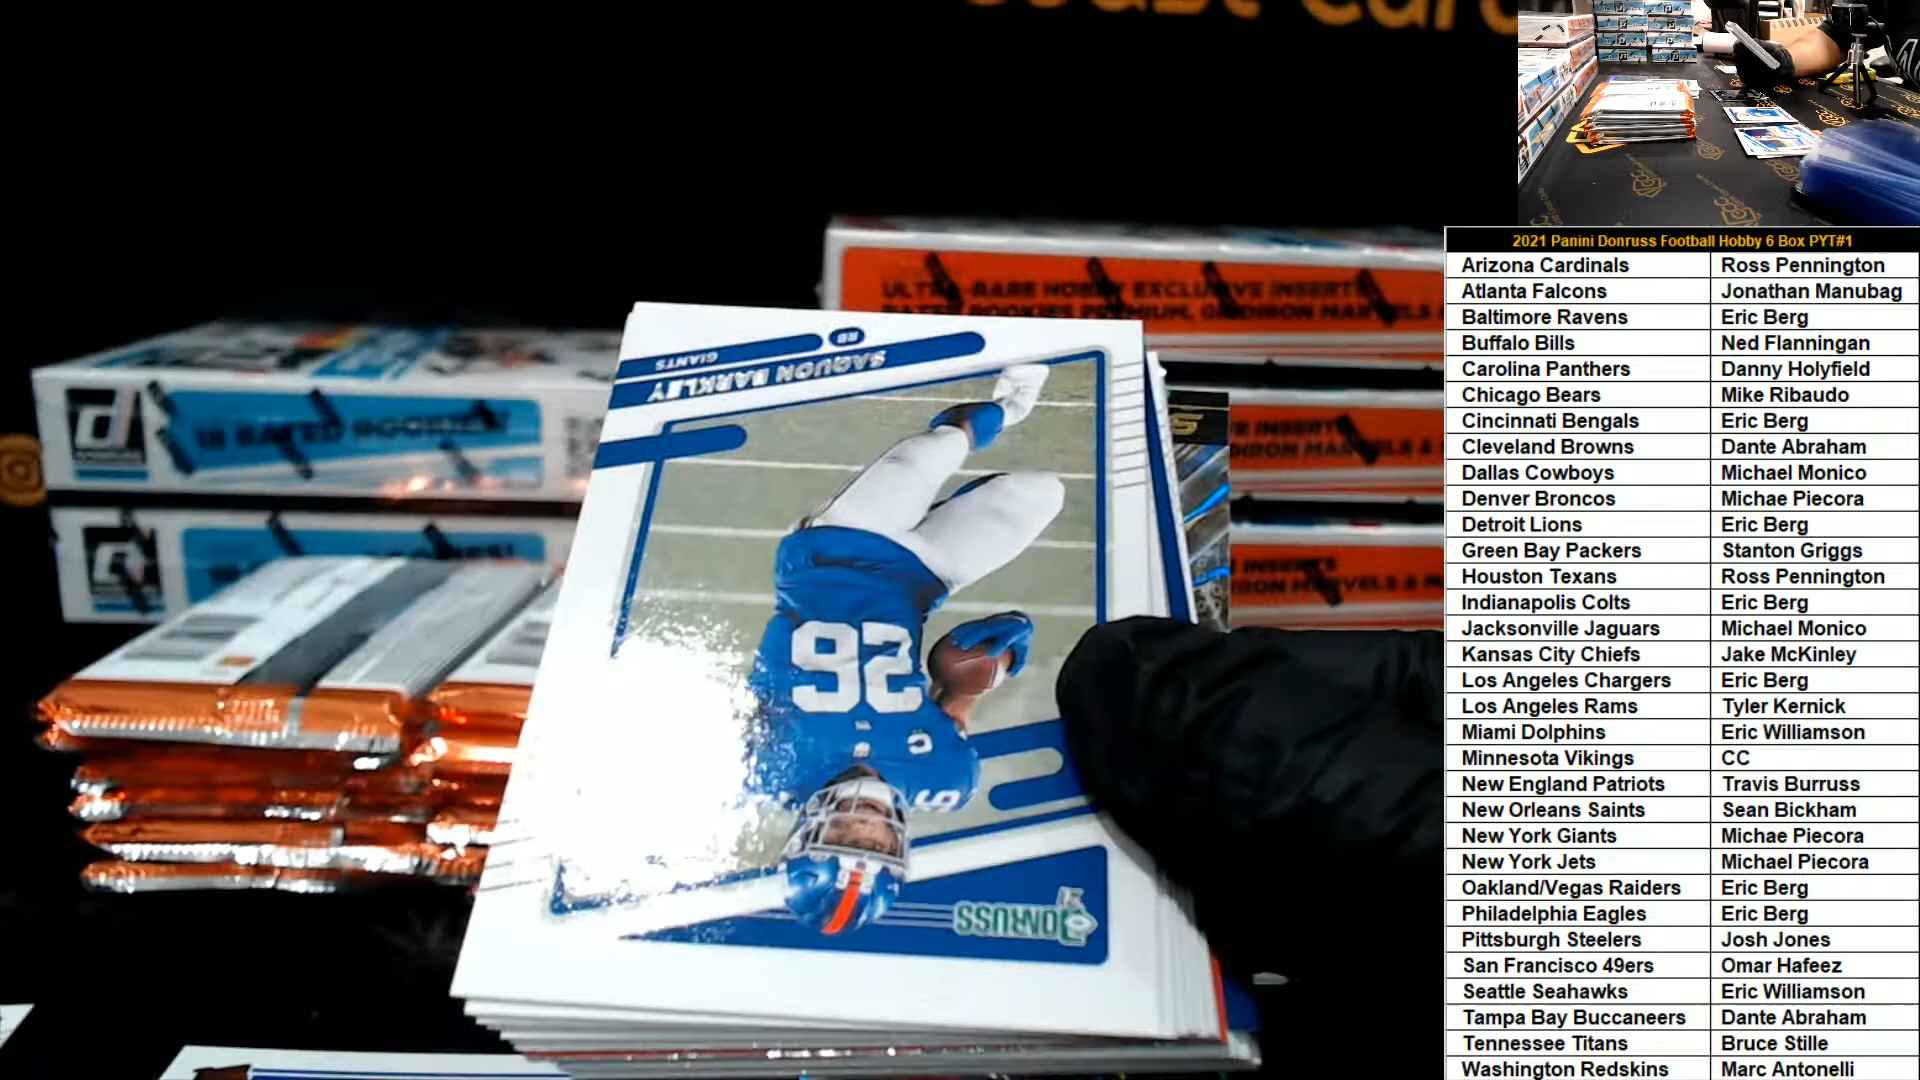 ULTRA-RARE HOBBY EXCLUSIVE INSERTS
18 RATED ROOKIES!
GIANTS
RB
SAQUON BARKLEY
26
DONRUSS
2021 Panini Donruss Football Hobby 6 Box PYT#1
Arizona Cardinals Ross Pennington
Atlanta Falcons Jonathan Manubag
Baltimore Ravens Eric Berg
Buffalo Bills Ned Flanningan
Carolina Panthers Danny Holyfield
Chicago Bears Mike Ribaudo
Cincinnati Bengals Eric Berg
Cleveland Browns Dante Abraham
Dallas Cowboys Michael Monico
Denver Broncos Michae Piecora
Detroit Lions Eric Berg
Green Bay Packers Stanton Griggs
Houston Texans Ross Pennington
Indianapolis Colts Eric Berg
Jacksonville Jaguars Michael Monico
Kansas City Chiefs Jake McKinley
Los Angeles Chargers Eric Berg
Los Angeles Rams Tyler Kernick
Miami Dolphins Eric Williamson
Minnesota Vikings CC
New England Patriots Travis Burruss
New Orleans Saints Sean Bickham
New York Giants Michae Piecora
New York Jets Michael Piecora
Oakland/Vegas Raiders Eric Berg
Philadelphia Eagles Eric Berg
Pittsburgh Steelers Josh Jones
San Francisco 49ers Omar Hafeez
Seattle Seahawks Eric Williamson
Tampa Bay Buccaneers Dante Abraham
Tennessee Titans Bruce Stille
Washington Redskins Marc Antonelli